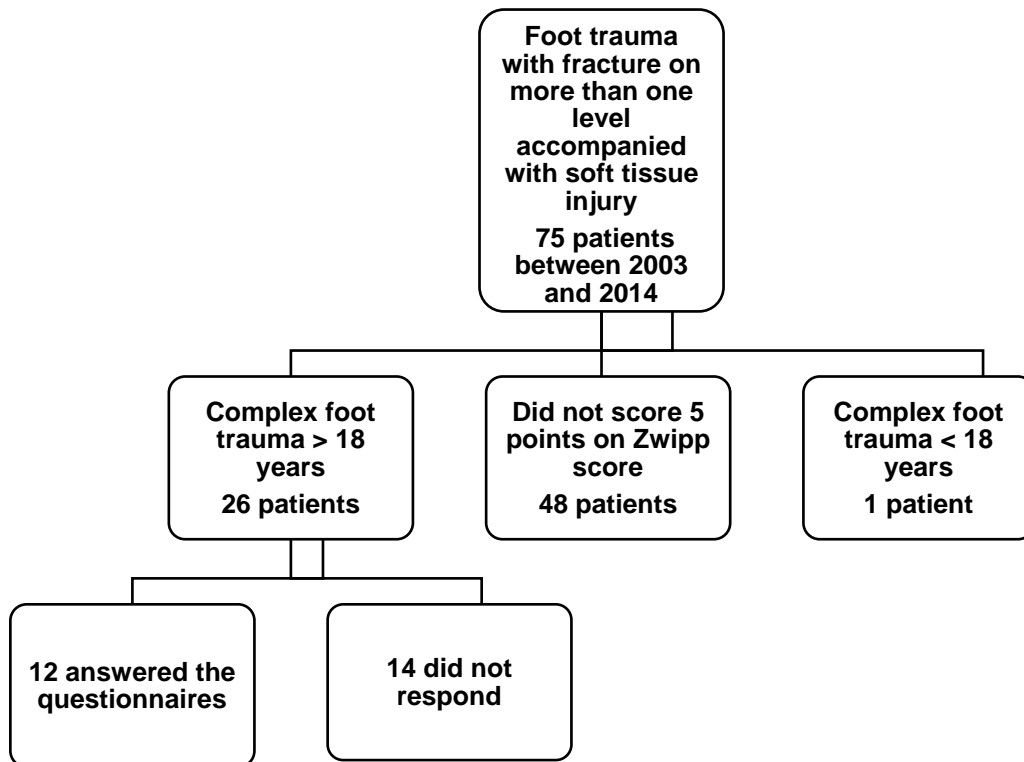 Foot trauma
with fracture on
more than one
level
accompanied
with soft tissue
injury
75 patients
between 2003
and 2014
Complex foot
trauma > 18
years
26 patients
Did not score 5
points on Zwipp
score
48 patients
Complex foot
trauma < 18
years
1 patient
12 answered the
questionnaires
14 did not
respond